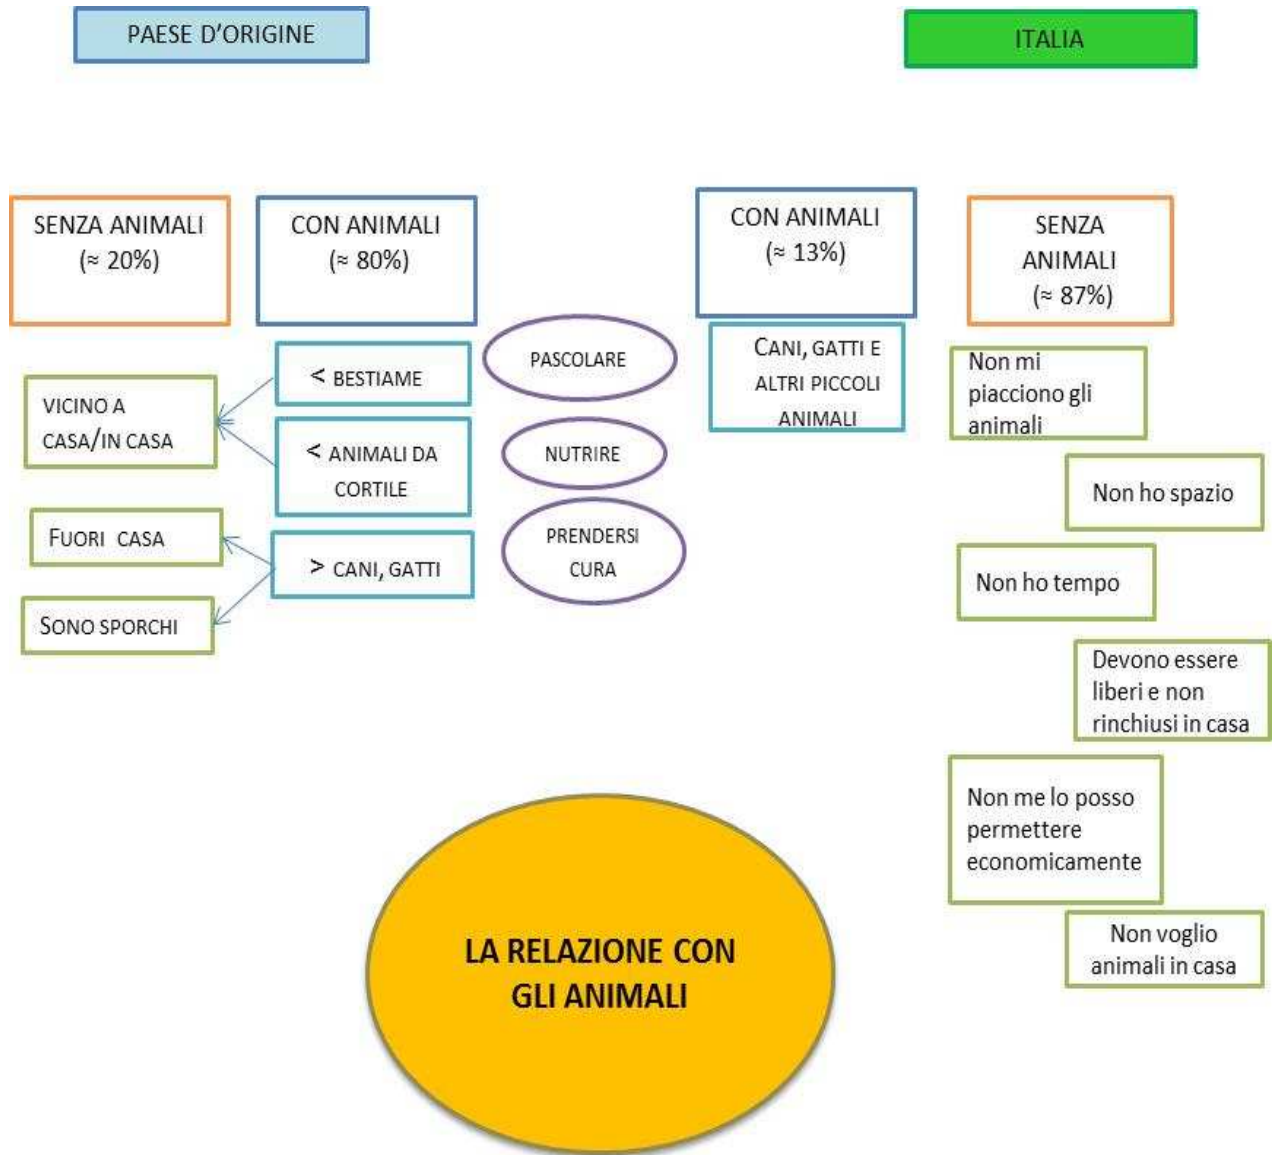 PAESE D’ORIGINE
ITALIA
SENZA ANIMALI
(≈ 20%)
CON ANIMALI
(≈ 80%)
CON ANIMALI
(≈ 13%)
SENZA
ANIMALI
(≈ 87%)
VICINO A
CASA/IN CASA
FUORI CASA
SONO SPORCHI
< BESTIAME
< ANIMALI DA
CORTILE
> CANI, GATTI
PASCOLARE
NUTRIRE
PRENDERSI
CURA
CANI, GATTI E
ALTRI PICCOLI
ANIMALI
Non mi
piacciono gli
animali
Non ho spazio
Non ho tempo
Devono essere
liberi e non
rinchiusi in casa
Non me lo posso
permettere
economicamente
Non voglio
animali in casa
LA RELAZIONE CON
GLI ANIMALI